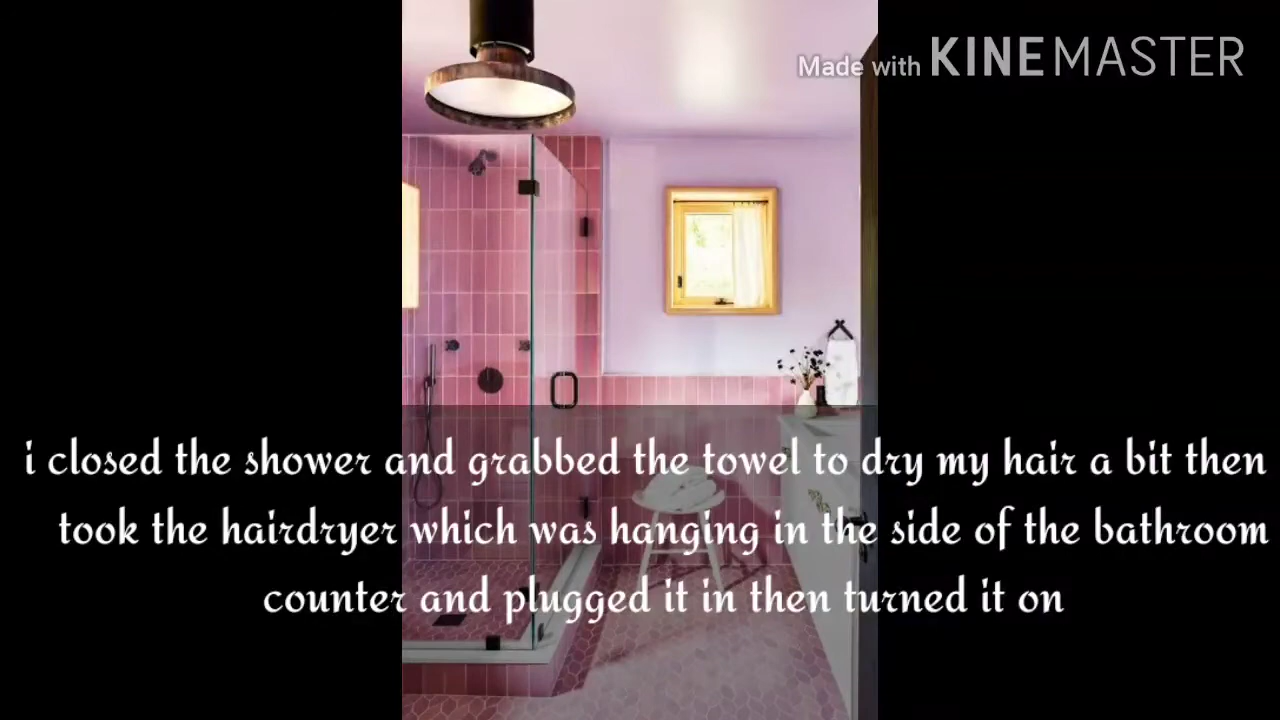 Made with KINEMASTER
i closed the shower and grabbed the towel to dry my hair a bit then
took the hairdryer which was hanging in the side of the bathroom
counter and plugged it in then turned it on